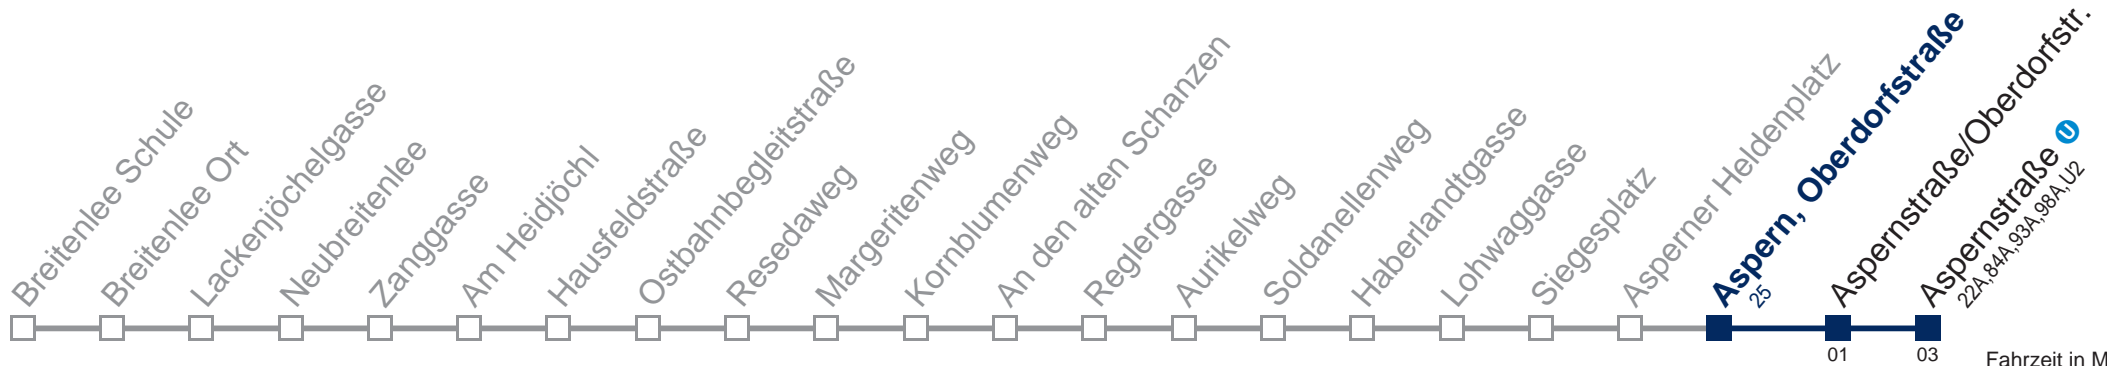 Breitenlee Schule
Breitenlee Ort
Lackenjöchelgasse
Neubreitenlee
Zanggasse
Am Heidjöchl
Hausfeldstraße
Ostbahnbegleitstraße
Resedaweg
Margeritenweg
Kornblumenweg
An den alten Schanzen
Reglergasse
Aurikelweg
Soldanellenweg
Haberlandtgasse
Lohwaggasse
Siegesplatz
Asperner Heldenplatz
Aspern, Oberdorfstraße
25
Aspernstraße/Oberdorfstr.
Aspernstraße U
22A,84A,93A,98A,U2
01
03
Fahrzeit in M